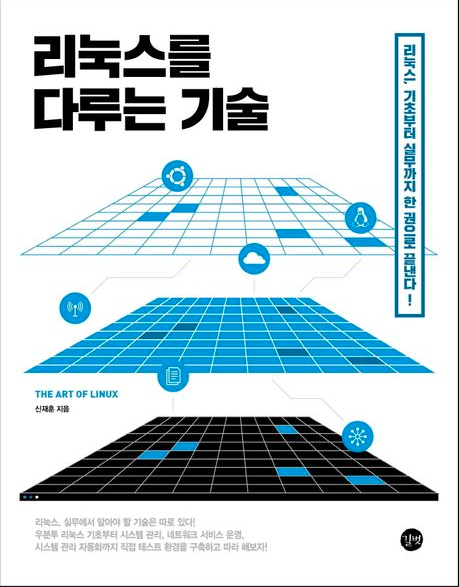 리눅스를
다루는 기술
리눅스, 기초부터 실무까지 한 권으로 끝낸다!
THE ART OF LINUX
신재훈 지음
리눅스, 실무에서 알아야 할 기술은 따로 있다!
우분투 리눅스 기초부터 시스템 관리, 네트워크 서비스 운영,
시스템 관리 자동화까지 직접 테스트 환경을 구축하고 따라 해보자!
길벗